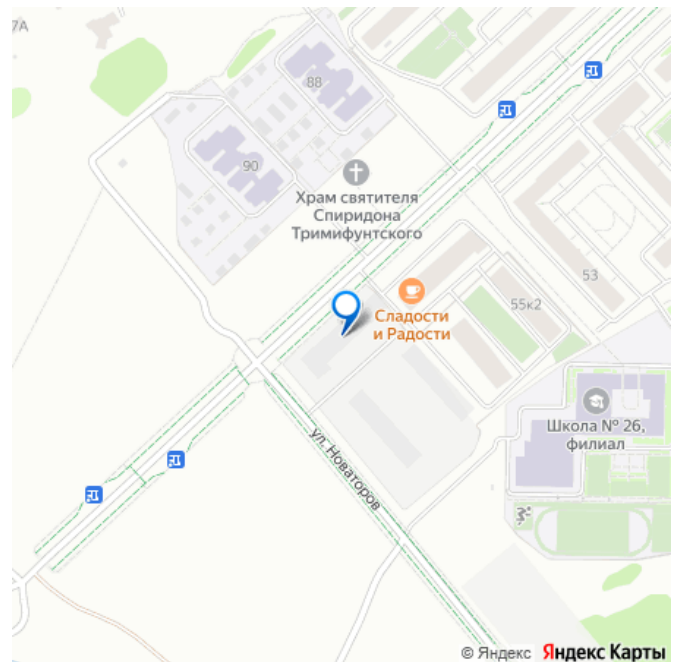 7А
88
90
Храм святителя
Спиридона
Тримифунтского
53
55к2
Сладости
и Радости
Школа № 26,
филиал
ул. Новаторов
© Яндекс Яндекс Карты